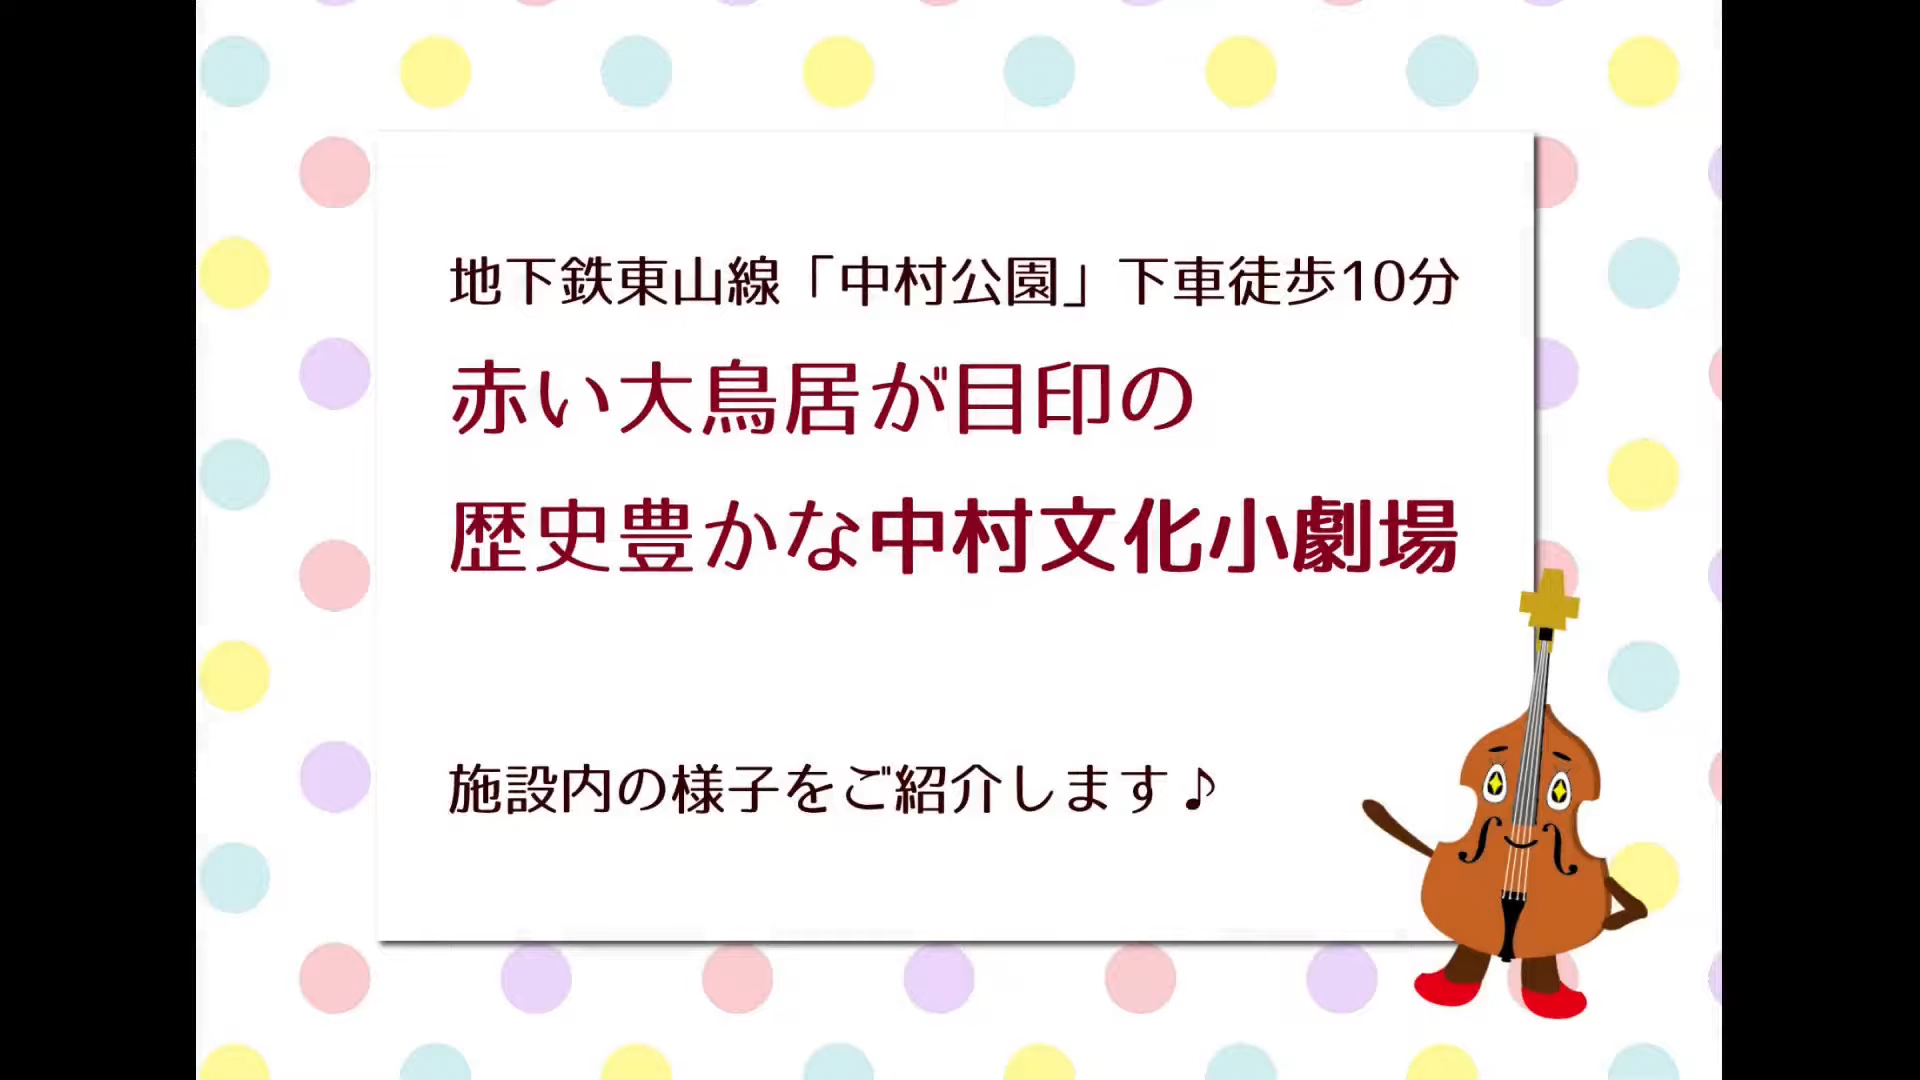 地下鉄東山線「中村公園」下車徒歩10分
赤い大鳥居が目印の
歴史豊かな中村文化小劇場
施設内の様子をご紹介します♪